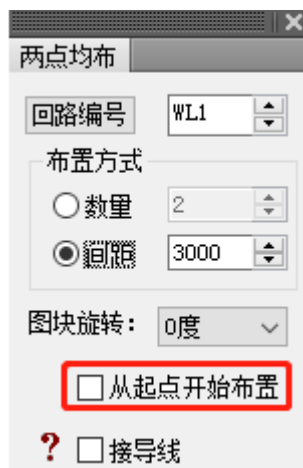 两点均布
回路编号 WL1
布置方式
数量 2
间距 3000
图块旋转： 0度
从起点开始布置
? 接导线